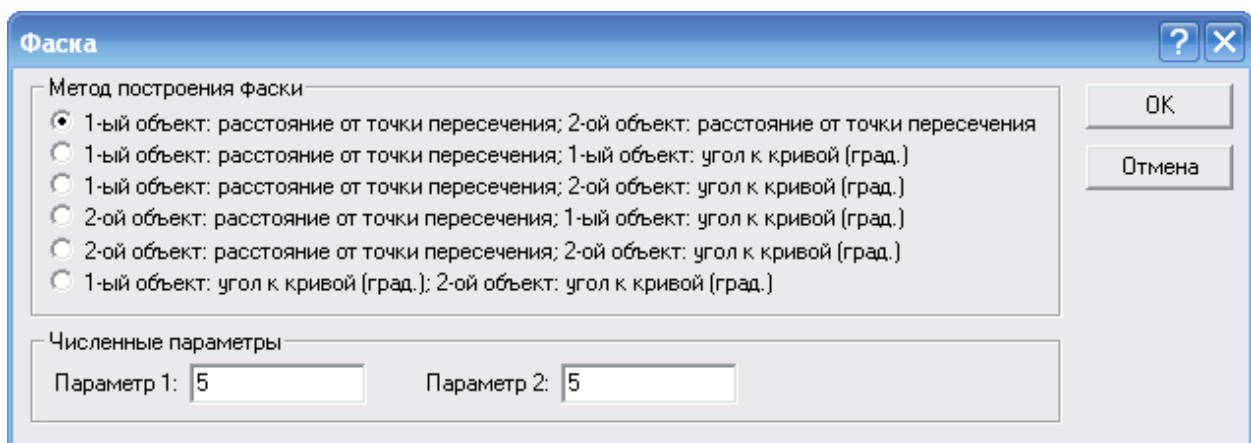 Фаска
Метод построения фаски
1-ый объект: расстояние от точки пересечения; 2-ой объект: расстояние от точки пересечения
1-ый объект: расстояние от точки пересечения; 1-ый объект: угол к кривой (град.)
1-ый объект: расстояние от точки пересечения; 2-ой объект: угол к кривой (град.)
2-ой объект: расстояние от точки пересечения; 1-ый объект: угол к кривой (град.)
2-ой объект: расстояние от точки пересечения; 2-ой объект: угол к кривой (град.)
1-ый объект: угол к кривой (град.); 2-ой объект: угол к кривой (град.)
OK
Отмена
Численные параметры
Параметр 1: 5 Параметр 2: 5